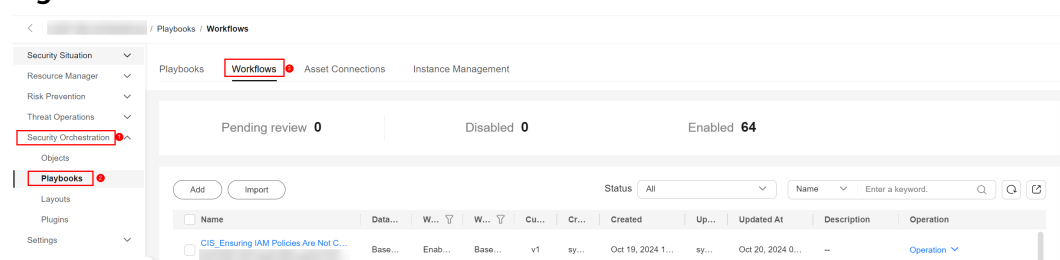 / Playbooks / Workflows
Security Situation
Resource Manager
Risk Prevention
Threat Operations
Security Orchestration 1
Objects
Playbooks 2
Layouts
Plugins
Settings
Playbooks Workflows 3 Asset Connections Instance Management
Pending review 0 Disabled 0 Enabled 64
Add Import Status All Name Enter a keyword.
Name Data... W... W... Cu... Cr... Created Up... Updated At Description Operation
CIS_Ensuring IAM Policies Are Not C... Base... Enab... Base... v1 sy... Oct 19, 2024 1... sy... Oct 20, 2024 0... -- Operation